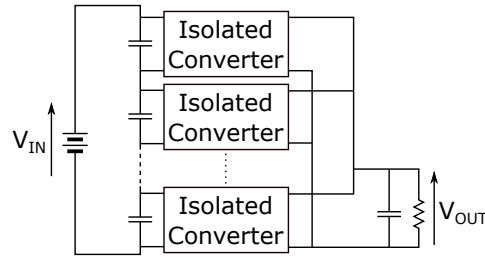 Isolated
Converter
Isolated
Converter
V_IN
Isolated
Converter
V_OUT